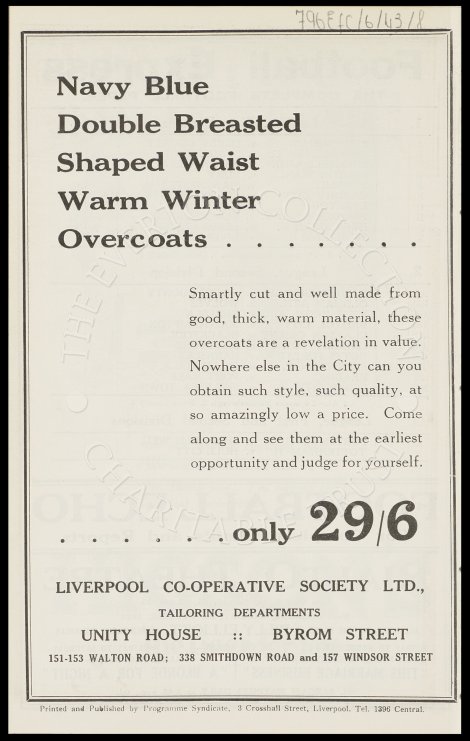 796EFC/6/43/8
Navy Blue
Double Breasted
Shaped Waist
Warm Winter
Overcoats . . . . . . .
Smartly cut and well made from
good, thick, warm material, these
overcoats are a revelation in value.
Nowhere else in the City can you
obtain such style, such quality, at
so amazingly low a price. Come
along and see them at the earliest
opportunity and judge for yourself.
. . . . . . only 29/6
LIVERPOOL CO-OPERATIVE SOCIETY LTD.,
TAILORING DEPARTMENTS
UNITY HOUSE :: BYROM STREET
151-153 WALTON ROAD; 338 SMITHDOWN ROAD and 157 WINDSOR STREET
Printed and Published by Programme Syndicate, 3 Crosshall Street, Liverpool. Tel. 1396 Central.
© THE EVERTON COLLECTION
CHARITABLE TRUST